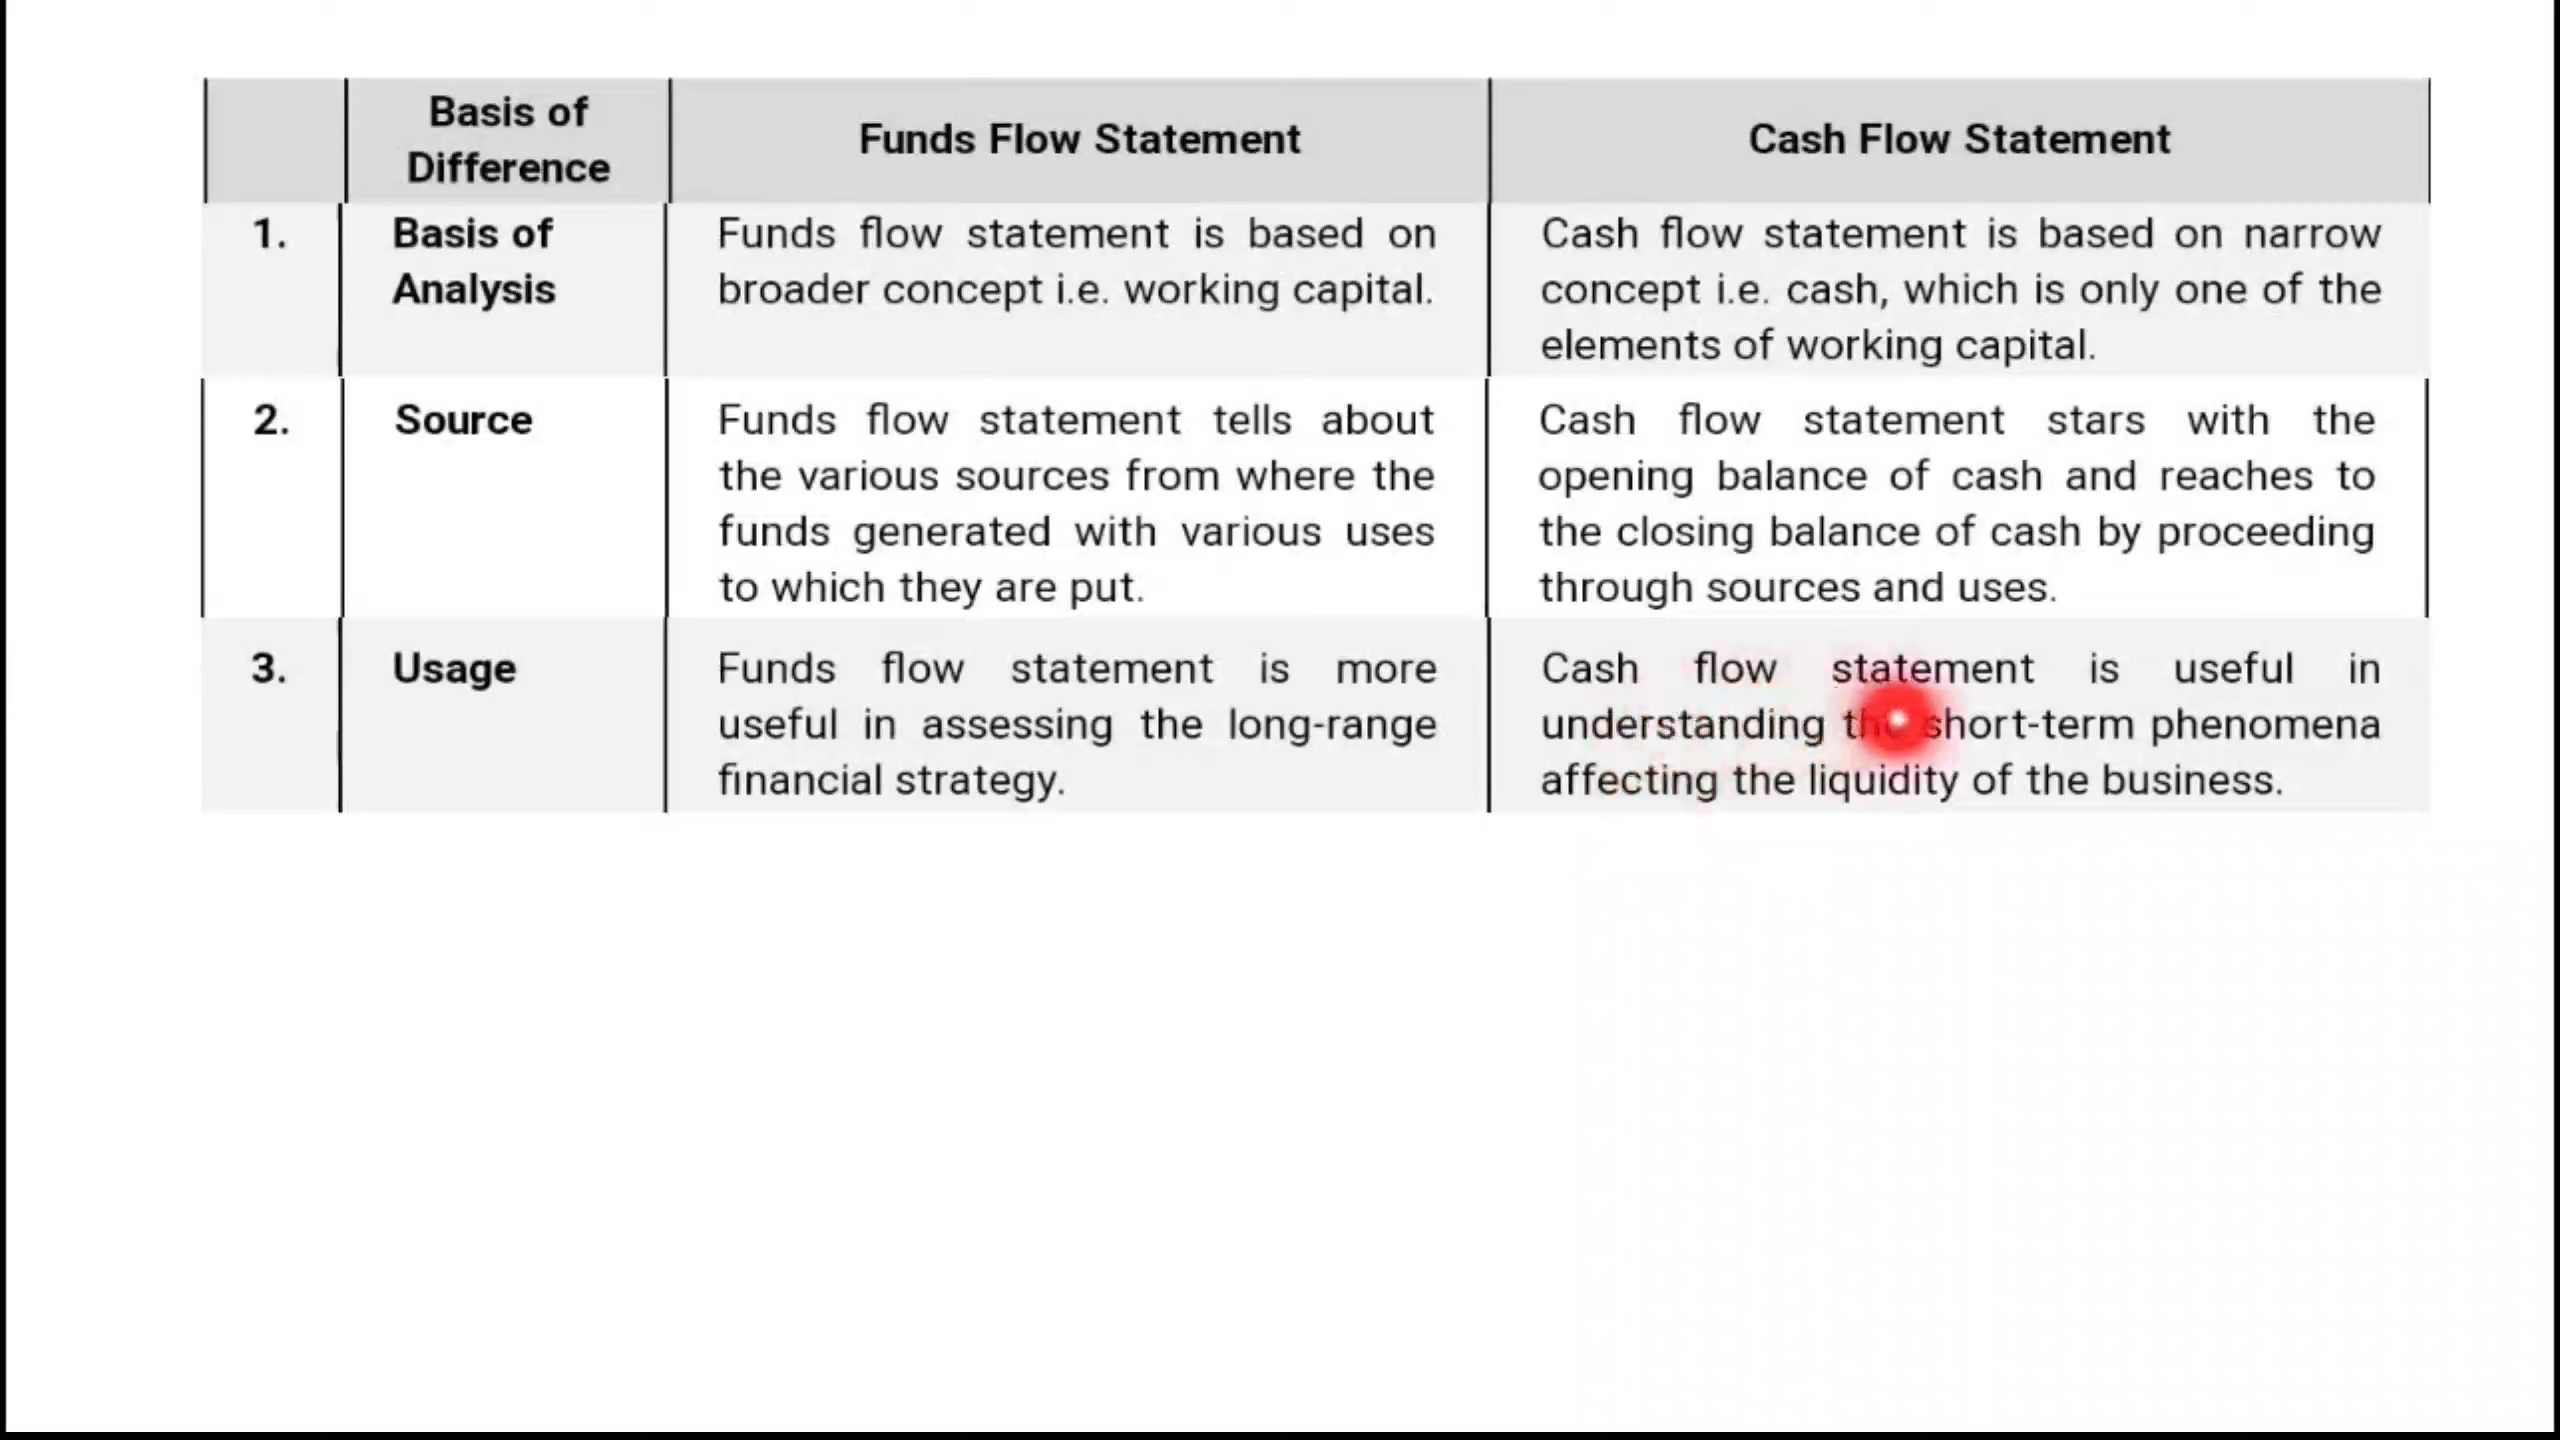 Basis of
Difference
Funds Flow Statement
Cash Flow Statement
1.
Basis of
Analysis
Funds flow statement is based on
broader concept i.e. working capital.
Cash flow statement is based on narrow
concept i.e. cash, which is only one of the
elements of working capital.
2.
Source
Funds flow statement tells about
the various sources from where the
funds generated with various uses
to which they are put.
Cash flow statement stars with the
opening balance of cash and reaches to
the closing balance of cash by proceeding
through sources and uses.
3.
Usage
Funds flow statement is more
useful in assessing the long-range
financial strategy.
Cash flow statement is useful in
understanding the short-term phenomena
affecting the liquidity of the business.